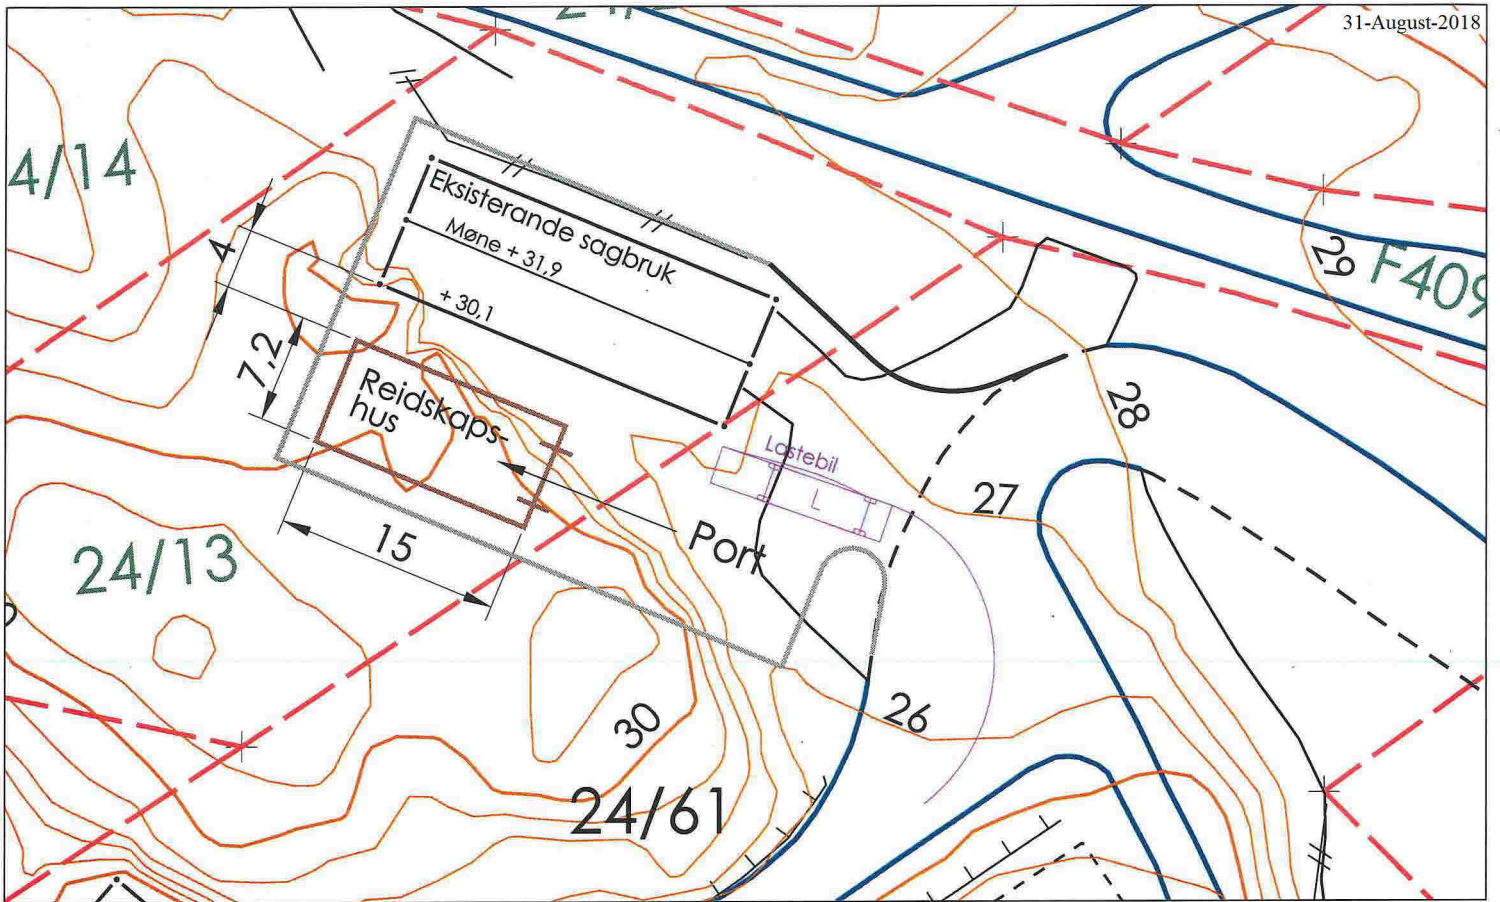 31-August-2018
4/14
Eksisterande sagbruk
Møne + 31,9
+ 30,1
4
7,2
Reidskaps-
hus
29
F409
28
Lastebil
L
27
Port
15
24/13
26
30
24/61